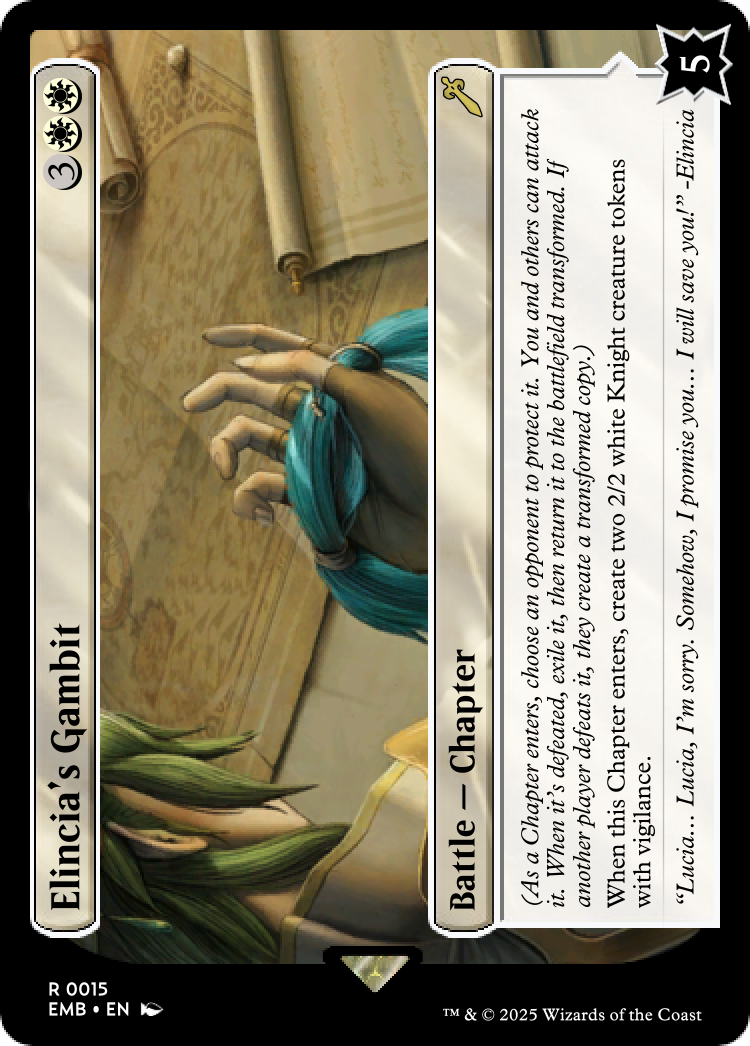 Elincia's Gambit
3
Battle — Chapter
(As a Chapter enters, choose an opponent to protect it. You and others can attack
it. When it's defeated, exile it, then return it to the battlefield transformed. If
another player defeats it, they create a transformed copy.)
When this Chapter enters, create two 2/2 white Knight creature tokens
with vigilance.
“Lucia… Lucia, I’m sorry. Somehow, I promise you… I will save you!” -Elincia
5
R 0015
EMB • EN
™ & © 2025 Wizards of the Coast